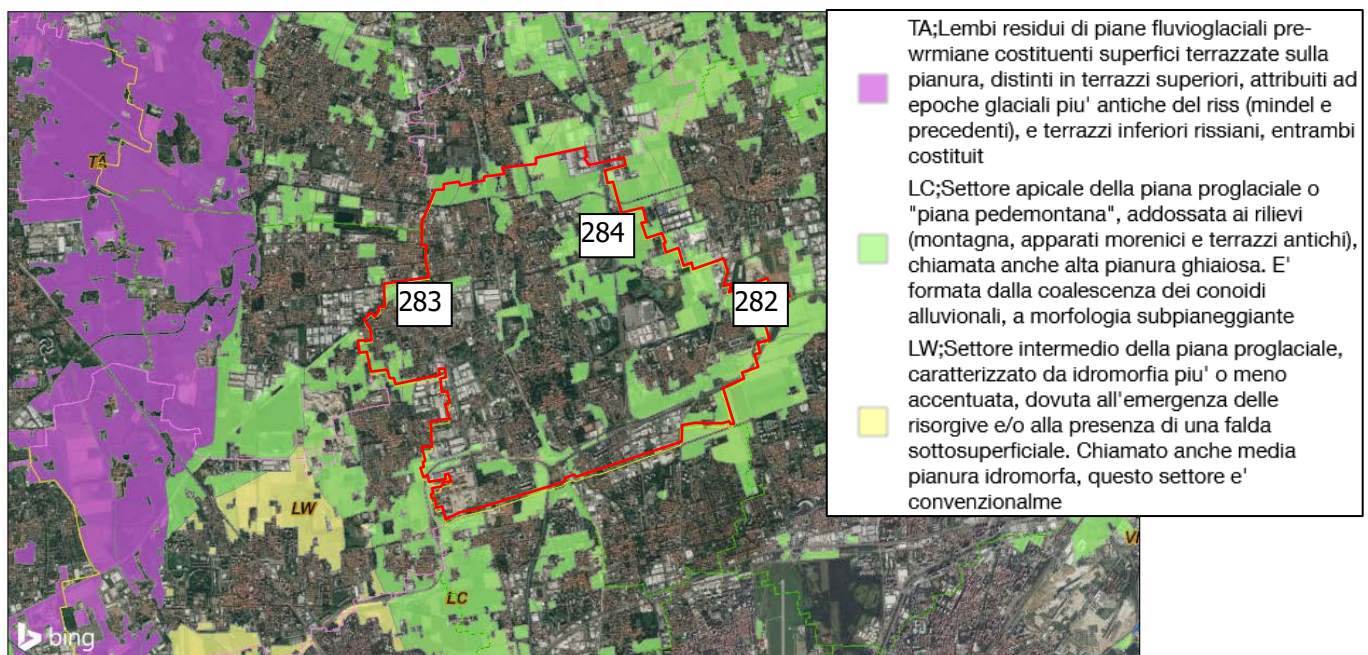 TA;Lembi residui di piane fluvioglaciali pre-
wrmiane costituenti superfici terrazzate sulla
pianura, distinti in terrazzi superiori, attribuiti ad
epoche glaciali piu' antiche del riss (mindel e
precedenti), e terrazzi inferiori rissiani, entrambi
costituit
LC;Settore apicale della piana proglaciale o
"piana pedemontana", addossata ai rilievi
(montagna, apparati morenici e terrazzi antichi),
chiamata anche alta pianura ghiaiosa. E'
formata dalla coalescenza dei conoidi
alluvionali, a morfologia subpianeggiante
LW;Settore intermedio della piana proglaciale,
caratterizzato da idromorfia piu' o meno
accentuata, dovuta all'emergenza delle
risorgive e/o alla presenza di una falda
sottosuperficiale. Chiamato anche media
pianura idromorfa, questo settore e'
convenzionalme
TA
284
283
282
LW
LC
bing